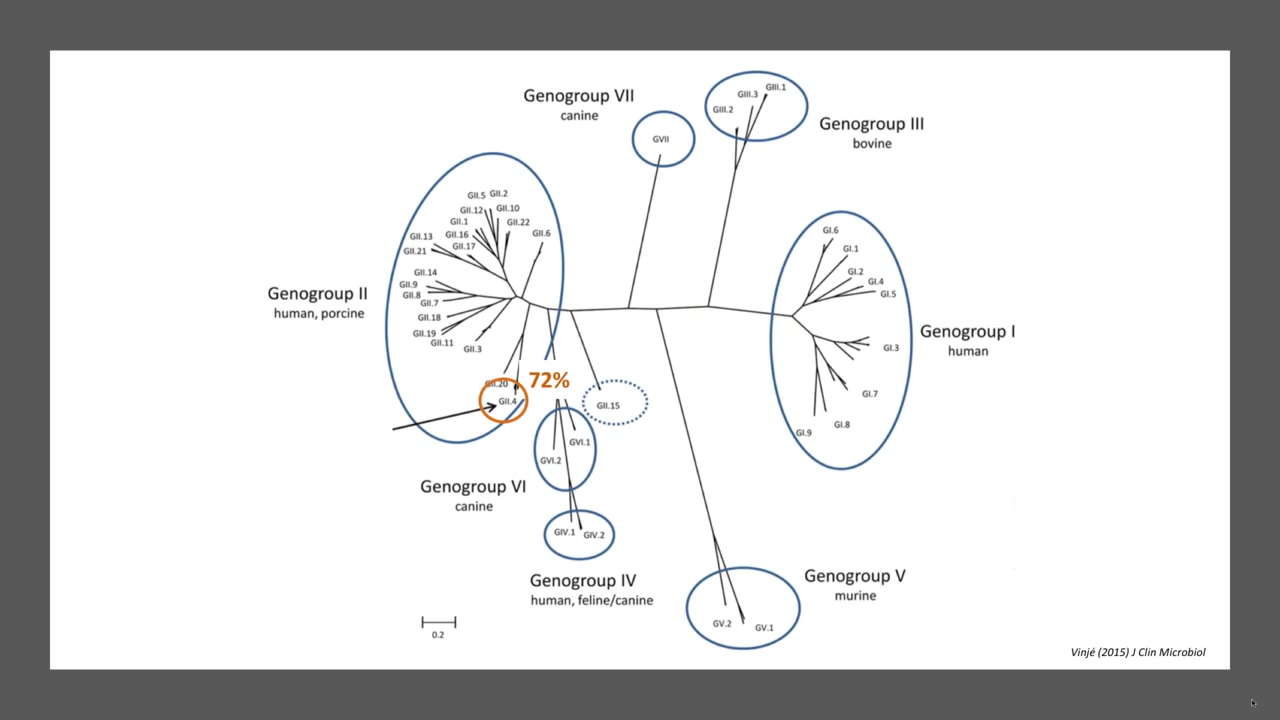 Genogroup VII
canine
GVII
GIII.1
GIII.3
GIII.2
Genogroup III
bovine
GII.5 GII.2
GII.12 GII.10
GII.1 GII.22
GII.16
GII.6
GII.13
GII.17
GII.21
GII.14
GII.9
GII.8
GII.7
GII.18
GII.19
GII.11
GII.3
Genogroup II
human, porcine
GI.6
GI.1
GI.2
GI.4
GI.5
GI.3
GI.7
GI.8
GI.9
Genogroup I
human
GII.20
72%
GII.4
GII.15
GVI.1
GVI.2
Genogroup VI
canine
GIV.1 GIV.2
Genogroup IV
human, feline/canine
Genogroup V
murine
GV.2 GV.1
0.2
Vinjé (2015) J Clin Microbiol